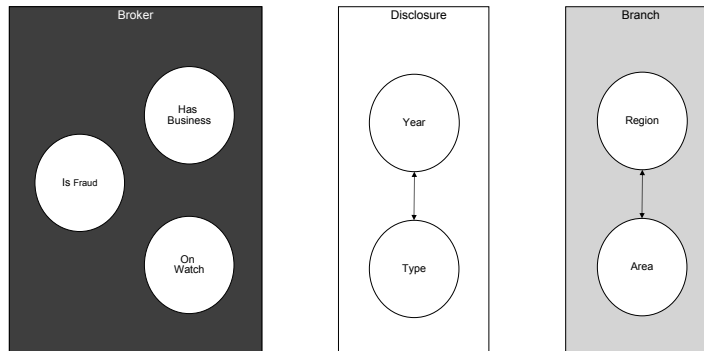 Broker
Has
Business
Is Fraud
On
Watch
Disclosure
Year
Type
Branch
Region
Area